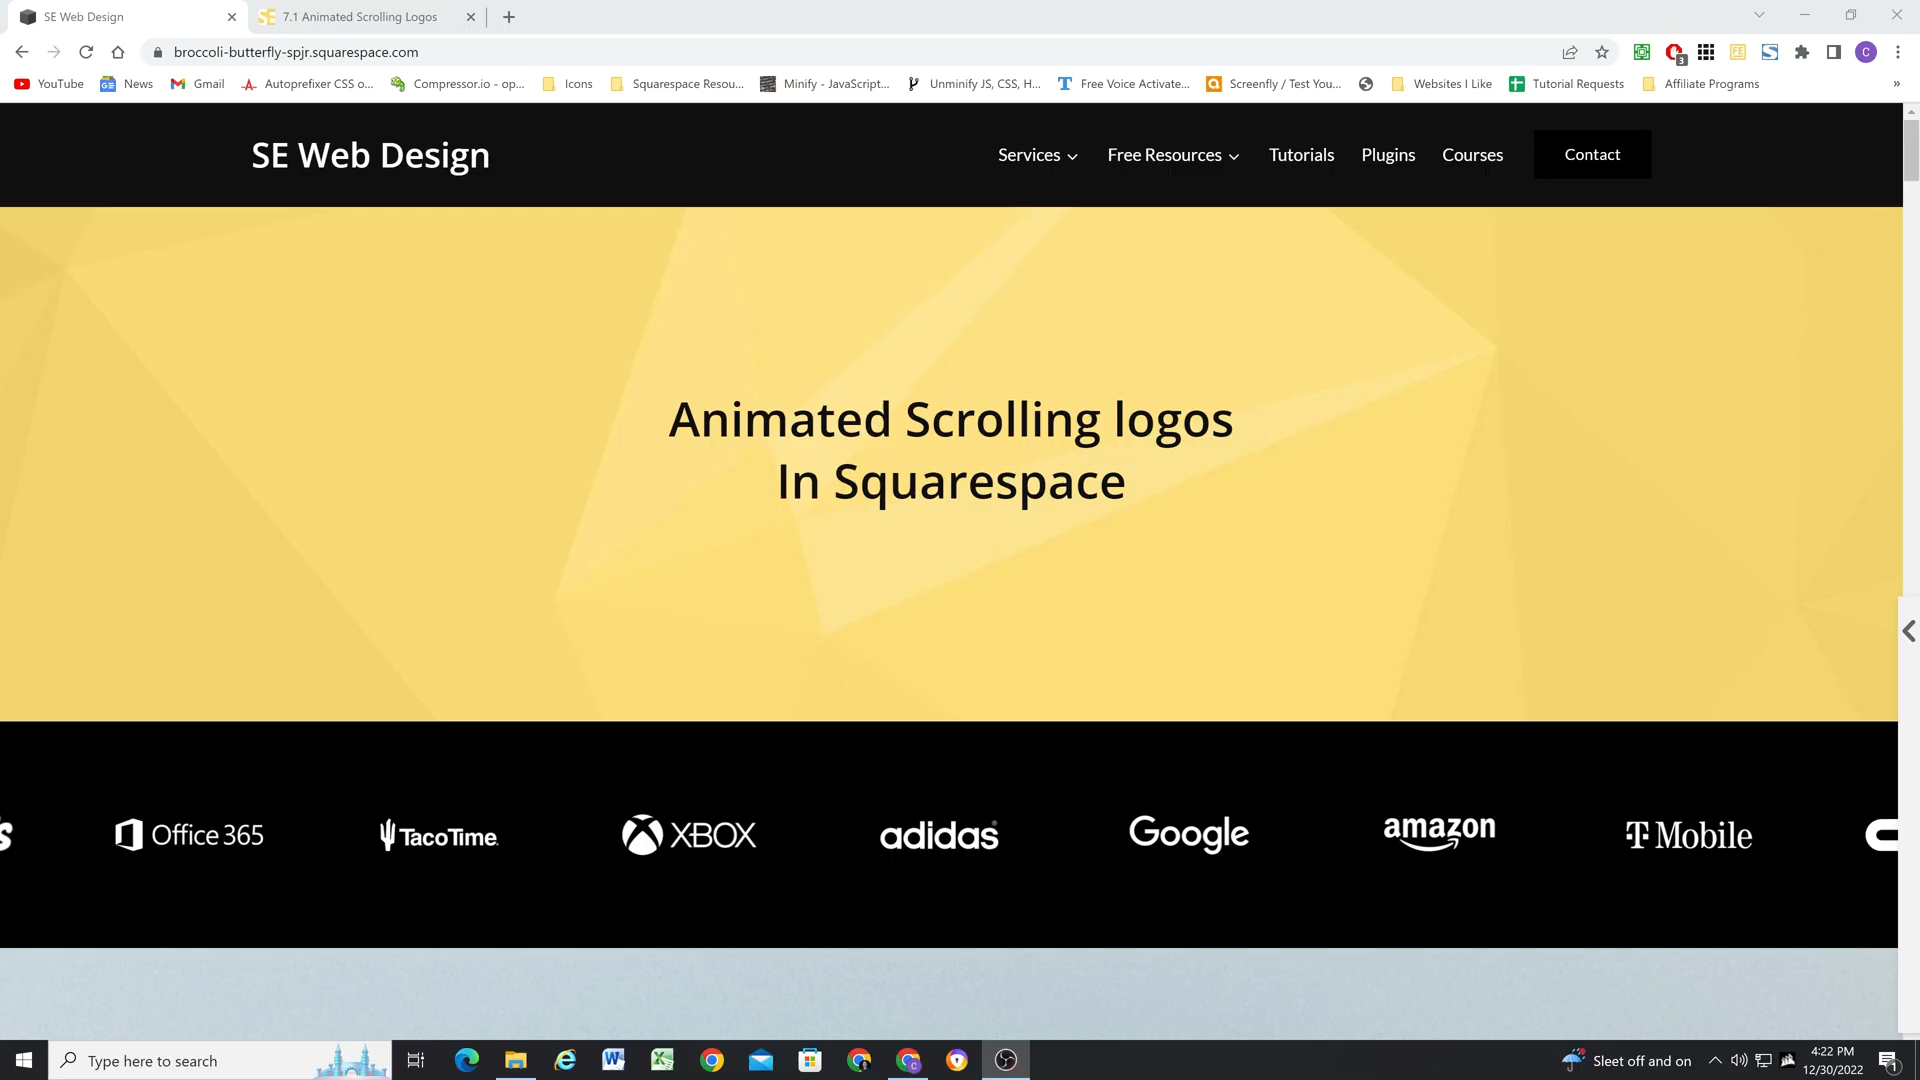 SE Web Design
7.1 Animated Scrolling Logos
broccoli-butterfly-spjr.squarespace.com
3
FE
C
YouTube
News
Gmail
Autoprefixer CSS o...
Compressor.io - op...
Icons
Squarespace Resou...
Minify - JavaScript...
Unminify JS, CSS, H...
Free Voice Activate...
Screenfly / Test You...
Websites I Like
Tutorial Requests
Affiliate Programs
SE Web Design
Services
Free Resources
Tutorials
Plugins
Courses
Contact
Animated Scrolling logos
In Squarespace
Office 365
TacoTime
XBOX
adidas
Google
amazon
T Mobile
Type here to search
Sleet off and on
4:22 PM
12/30/2022
1